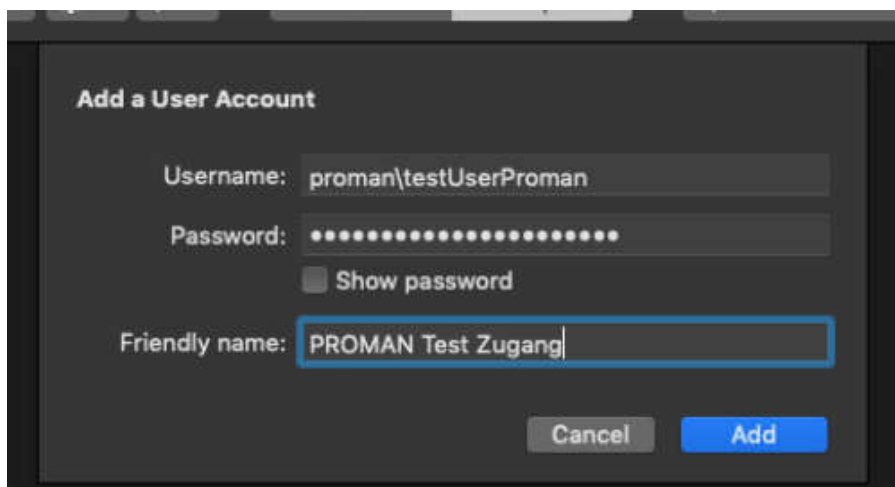 Add a User Account
Username: proman\testUserProman
Password: ••••••••••••••••••••••
Show password
Friendly name: PROMAN Test Zugang
Cancel Add